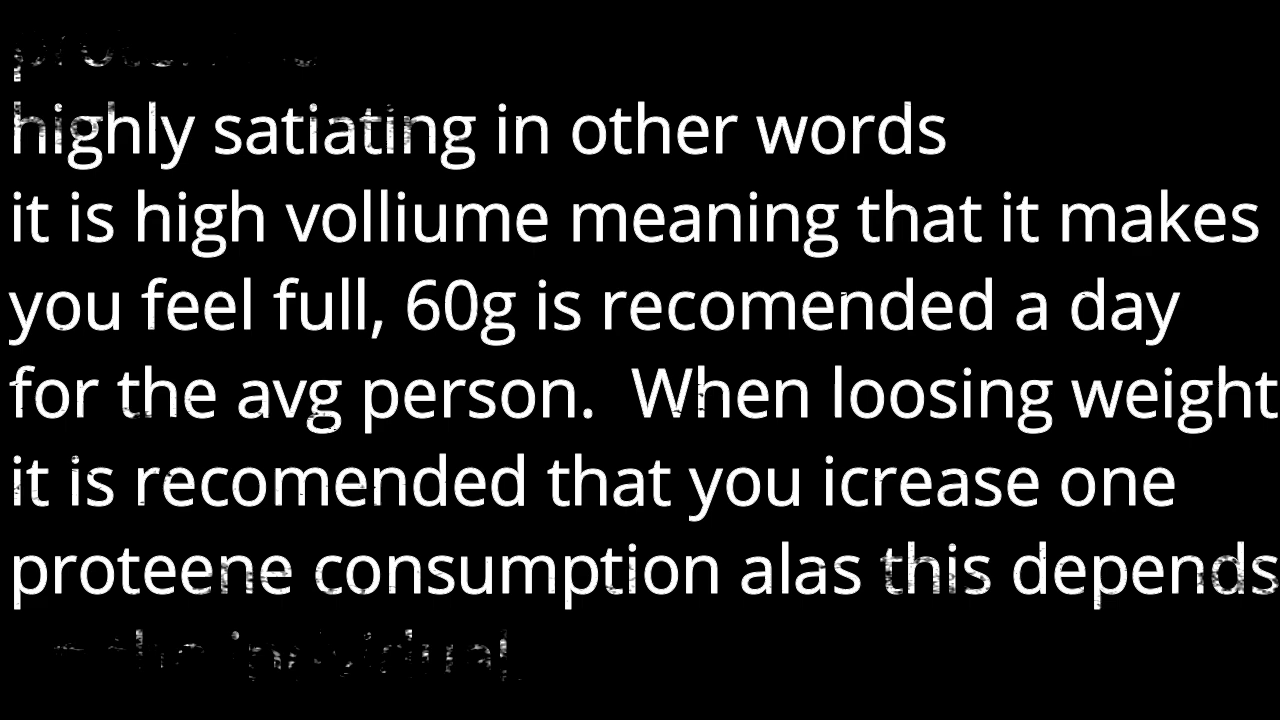 highly satiating in other words
it is high volliume meaning that it makes
you feel full, 60g is recomended a day
for the avg person.  When loosing weight
it is recomended that you icrease one
proteene consumption alas this depends
the individual